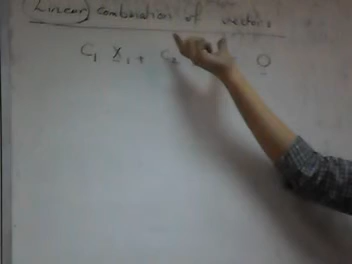 (Linear) combination of vectors
C₁ x₁ + C₂ 0